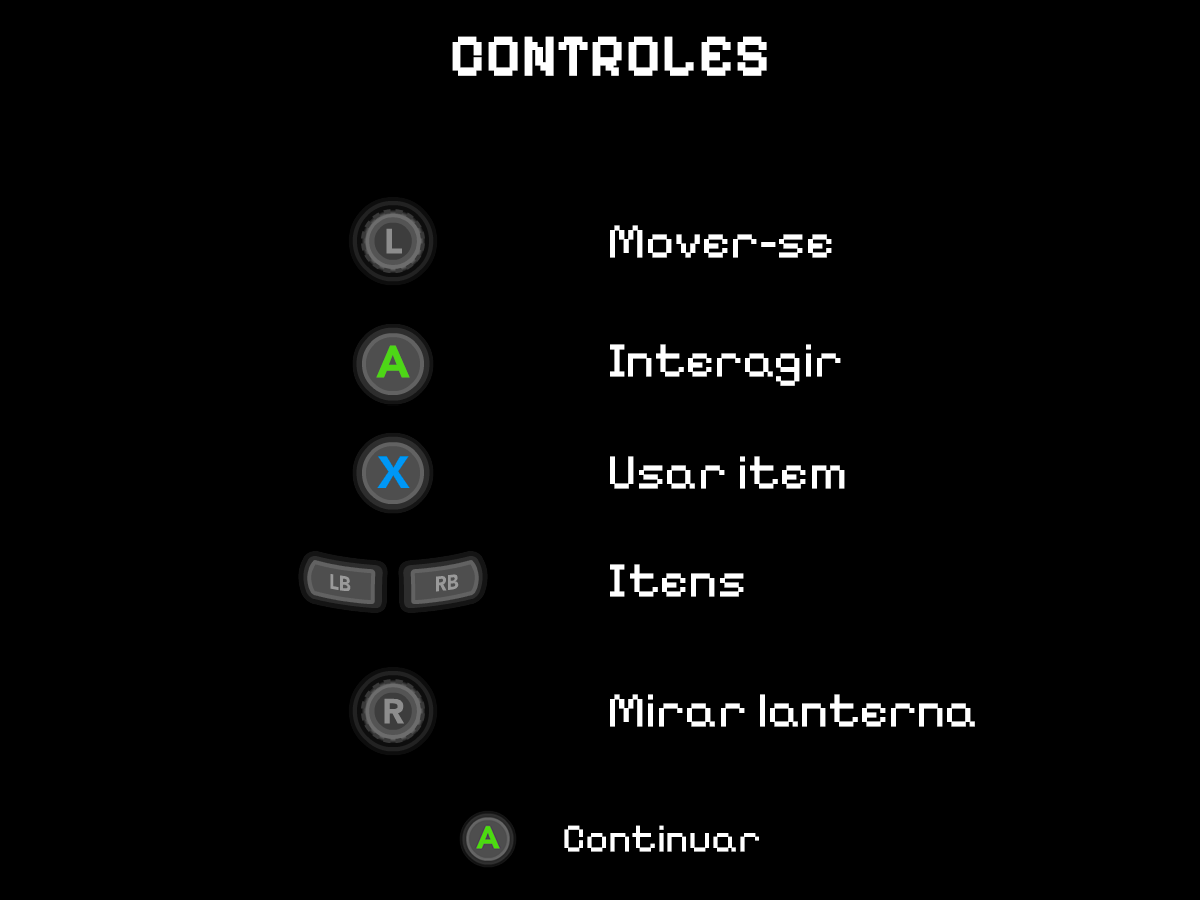 CONTROLES
L Mover-se
A Interagir
X Usar item
LB RB Itens
R Mirar lanterna
A Continuar